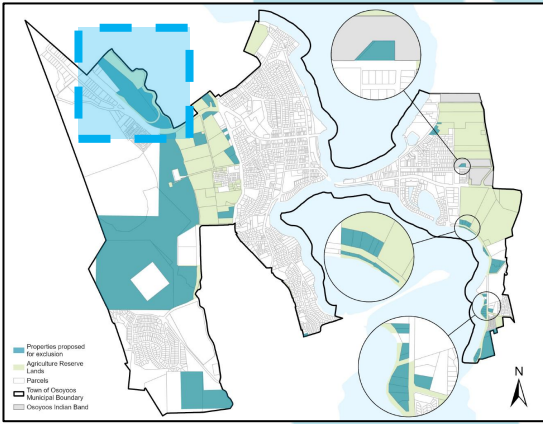 Properties proposed
for exclusion
Agriculture Reserve
Lands
Parcels
Town of Osoyoos
Municipal Boundary
Osoyoos Indian Band
N